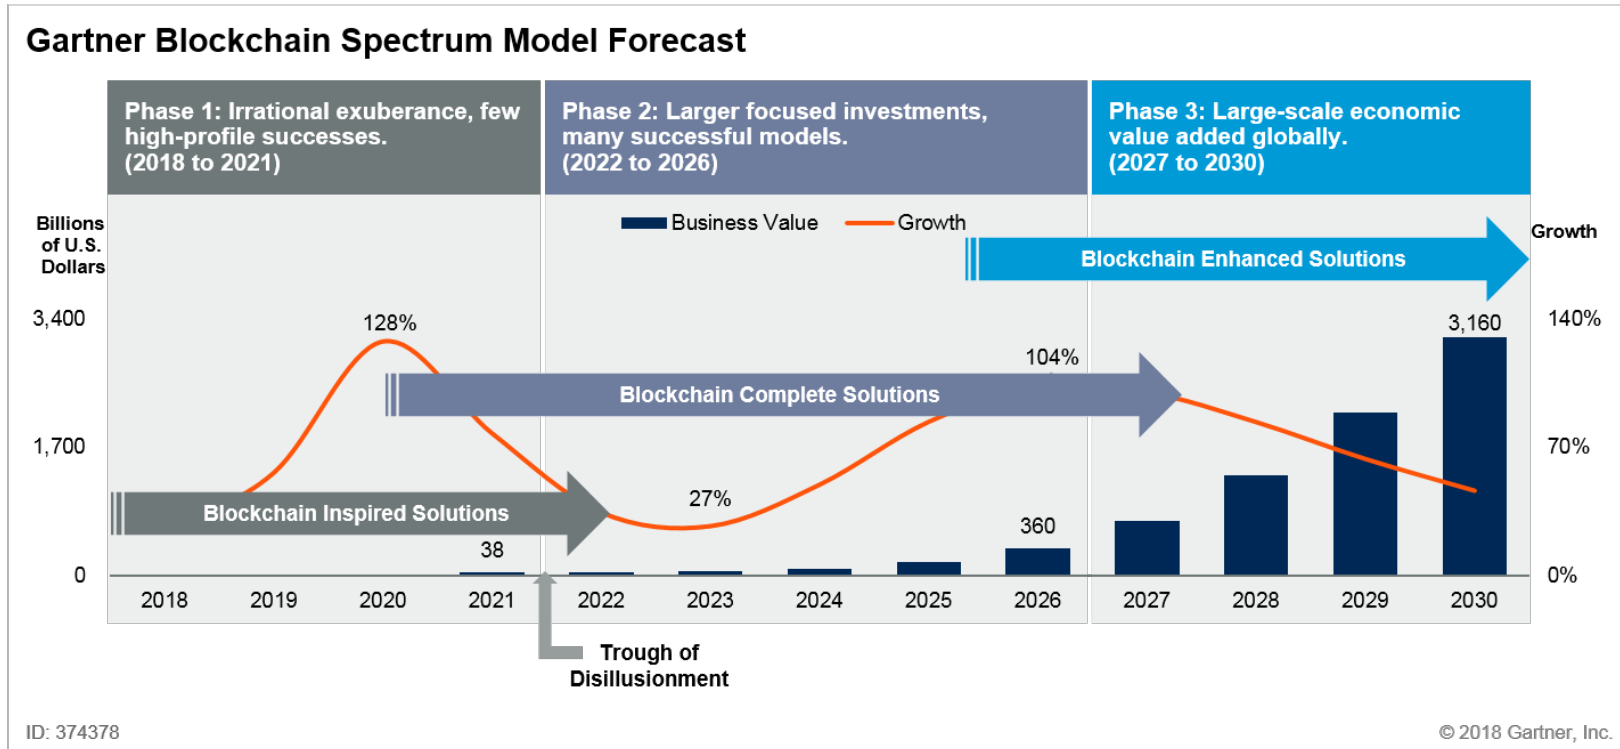 Gartner Blockchain Spectrum Model Forecast
Phase 1: Irrational exuberance, few
high-profile successes.
(2018 to 2021)
Phase 2: Larger focused investments,
many successful models.
(2022 to 2026)
Phase 3: Large-scale economic
value added globally.
(2027 to 2030)
Billions
of U.S.
Dollars
Business Value
Growth
Growth
Blockchain Enhanced Solutions
3,400
128%
3,160
140%
104%
Blockchain Complete Solutions
1,700
70%
27%
Blockchain Inspired Solutions
38
360
0
0%
2018 2019 2020 2021 2022 2023 2024 2025 2026 2027 2028 2029 2030
Trough of
Disillusionment
ID: 374378
© 2018 Gartner, Inc.